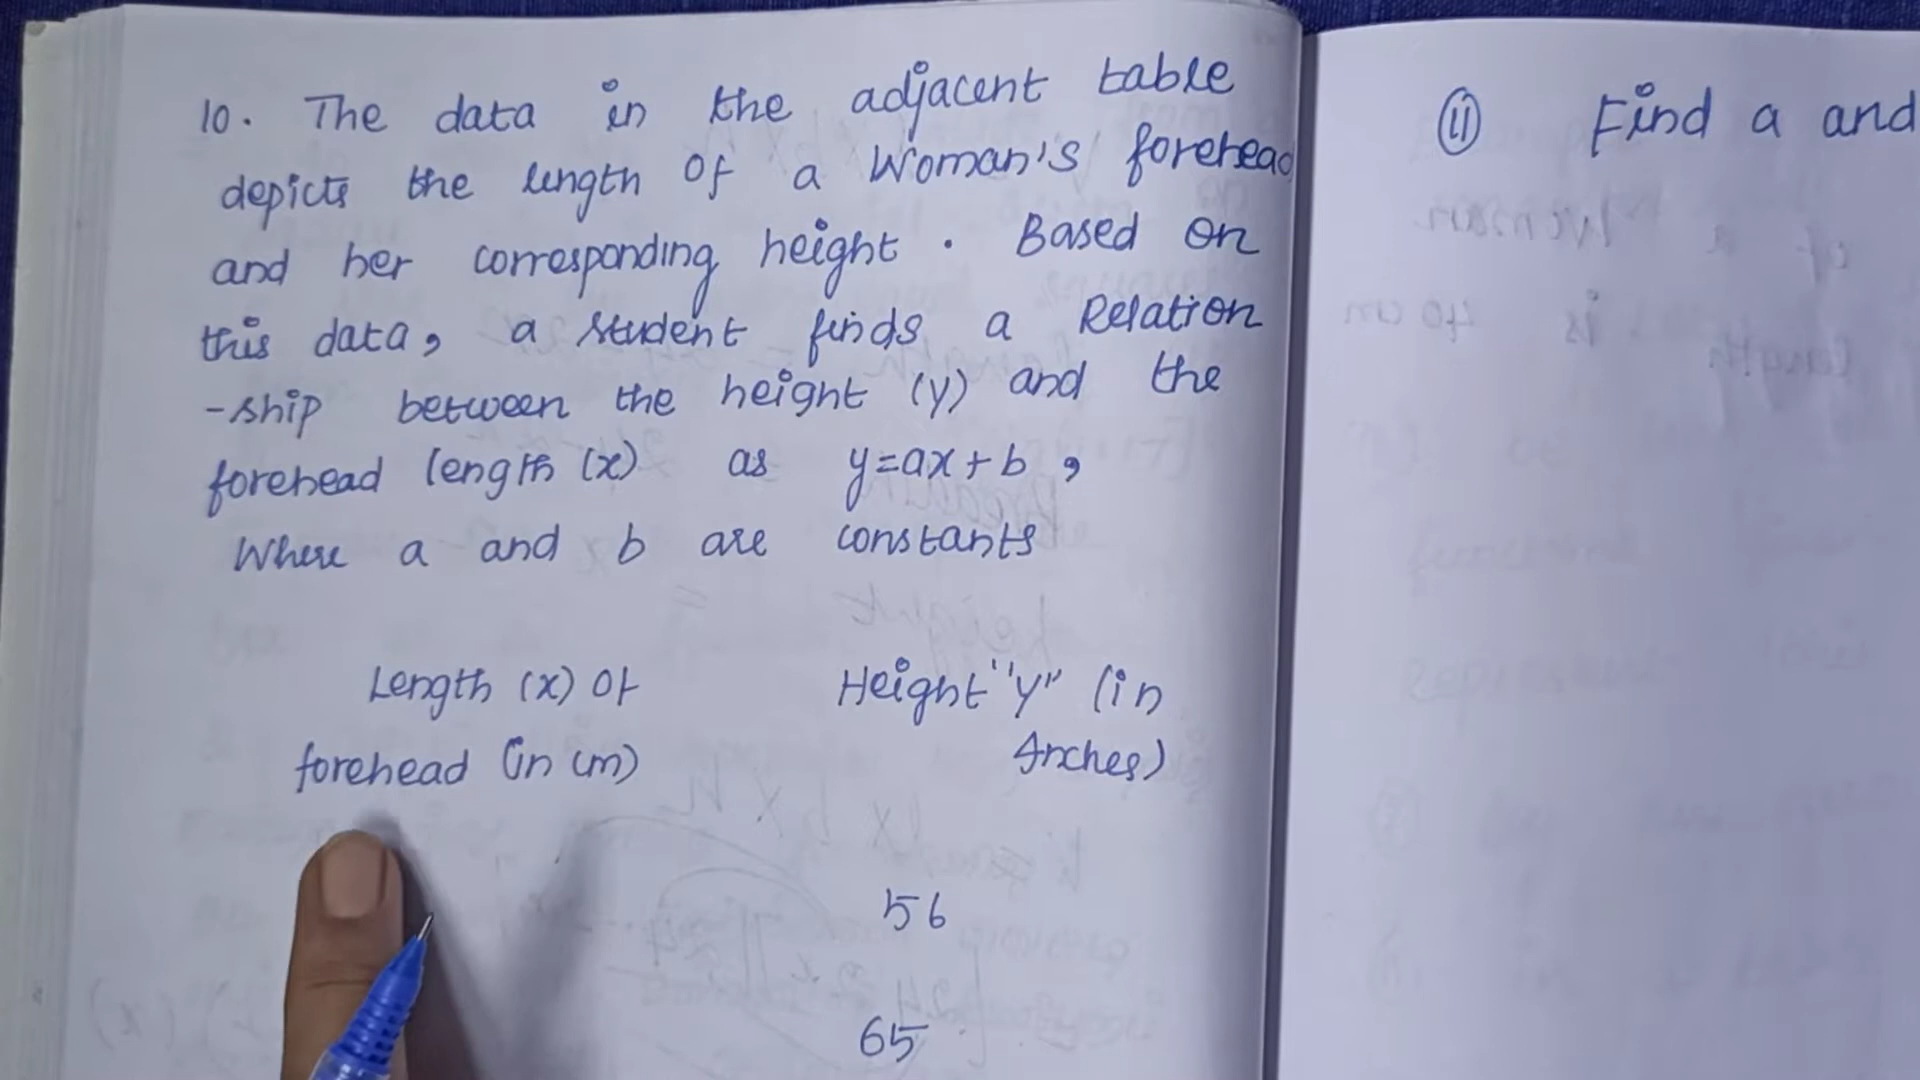 10. The data in the adjacent table
depicts the length of a Woman's forehead
and her corresponding height. Based on
this data, a student finds a Relation
-ship between the height (y) and the
forehead length (x) as y=ax+b,
Where a and b are constants
Length (x) of
forehead (in cm)
Height "y" (in
Inches)
56
65
(ii) Find a and